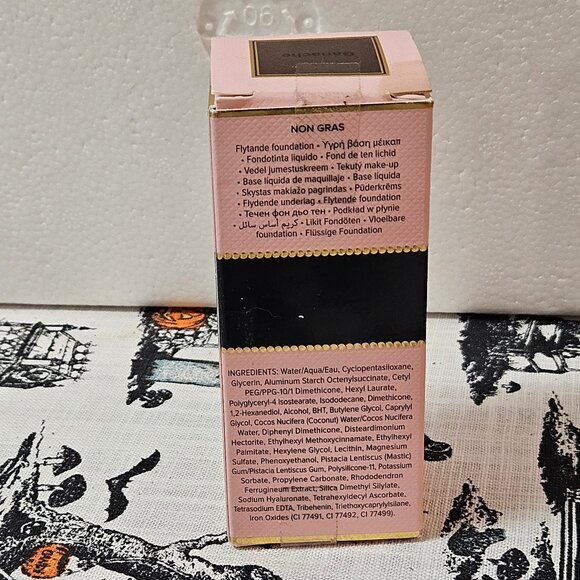 06
Ganache
NON GRAS
Flytande foundation • Υγρή βάση μέικαπ
• Fondotinta liquido • Fond de ten lichid
• Vedel jumestuskreem • Tekutý make-up
• Base líquida de maquillaje • Base líquida
• Skystas makiažo pagrindas • Púderkrēms
• Flydende underlag • Flytende foundation
• Течен фон дьо тен • Podkład w płynie
• كريم أساس سائل • Likit Fondöten • Vloeibare
foundation • Flüssige Foundation
INGREDIENTS: Water/Aqua/Eau, Cyclopentasiloxane,
Glycerin, Aluminum Starch Octenylsuccinate, Cetyl
PEG/PPG-10/1 Dimethicone, Hexyl Laurate,
Polyglyceryl-4 Isostearate, Isododecane, Dimethicone,
1,2-Hexanediol, Alcohol, BHT, Butylene Glycol, Caprylyl
Glycol, Cocos Nucifera (Coconut) Water/Cocos Nucifera
Water, Diphenyl Dimethicone, Disteardimonium
Hectorite, Ethylhexyl Methoxycinnamate, Ethylhexyl
Palmitate, Hexylene Glycol, Lecithin, Magnesium
Sulfate, Phenoxyethanol, Pistacia Lentiscus (Mastic)
Gum/Pistacia Lentiscus Gum, Polysilicone-11, Potassium
Sorbate, Propylene Carbonate, Rhododendron
Ferrugineum Extract, Silica Dimethyl Silylate,
Sodium Hyaluronate, Tetrahexyldecyl Ascorbate,
Tetrasodium EDTA, Tribehenin, Triethoxycaprylylsilane,
Iron Oxides (CI 77491, CI 77492, CI 77499).